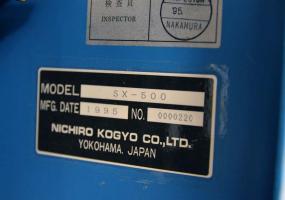 検査員
INSPECTOR
95.
NAKAMURA
MODEL SX-500
MFG. DATE 1995 NO. 0000220
NICHIRO KOGYO CO.,LTD.
YOKOHAMA. JAPAN